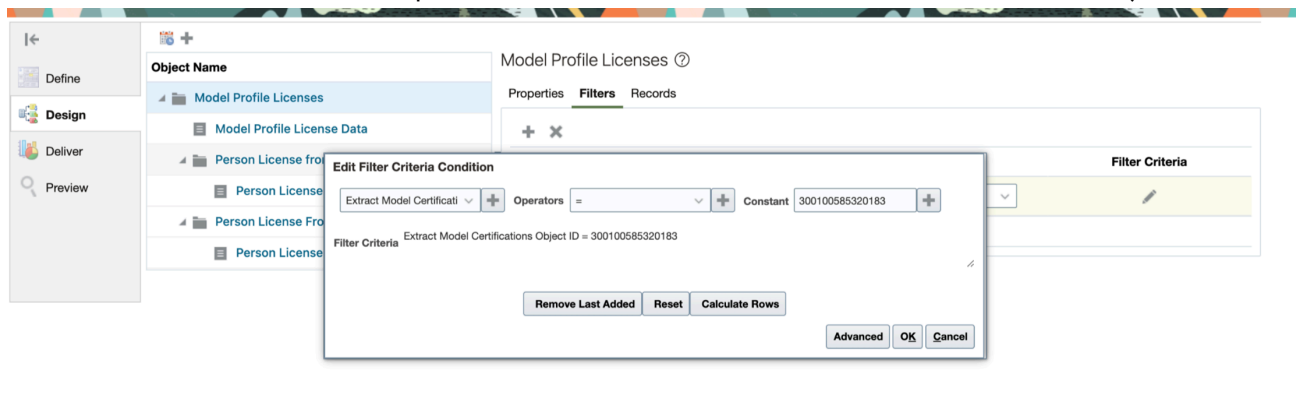 Define
Design
Deliver
Preview
Object Name
Model Profile Licenses
Model Profile License Data
Person License fro
Person License
Person License Fro
Person License
Model Profile Licenses
Properties Filters Records
Filter Criteria
Edit Filter Criteria Condition
Extract Model Certificati Operators = Constant 300100585320183
Filter Criteria Extract Model Certifications Object ID = 300100585320183
Remove Last Added Reset Calculate Rows
Advanced OK Cancel